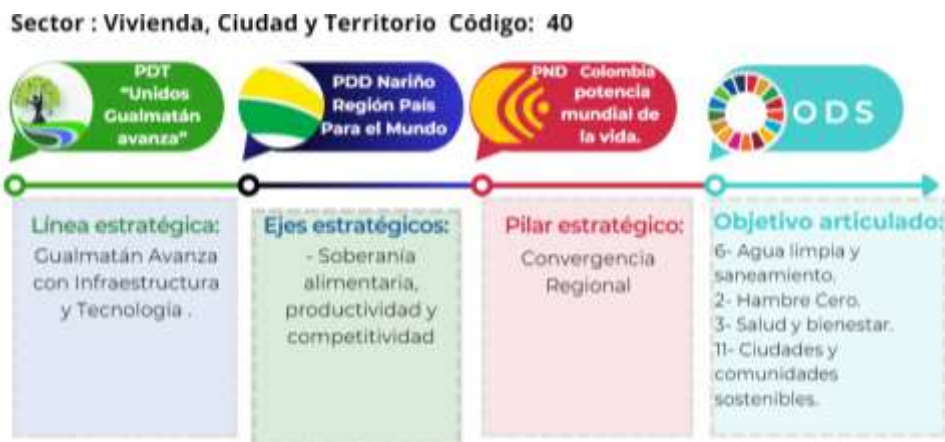 Sector : Vivienda, Ciudad y Territorio Código: 40
PDT
"Unidos
Gualmatán
avanza"
PDD Nariño
Región País
Para el Mundo
PND Colombia
potencia
mundial de
la vida.
ODS
Línea estratégica:
Gualmatán Avanza
con Infraestructura
y Tecnología .
Ejes estratégicos:
- Soberanía
alimentaria,
productividad y
competitividad
Pilar estratégico:
Convergencia
Regional
Objetivo articulado:
6- Agua limpia y
saneamiento.
2- Hambre Cero.
3- Salud y bienestar.
11- Ciudades y
comunidades
sostenibles.